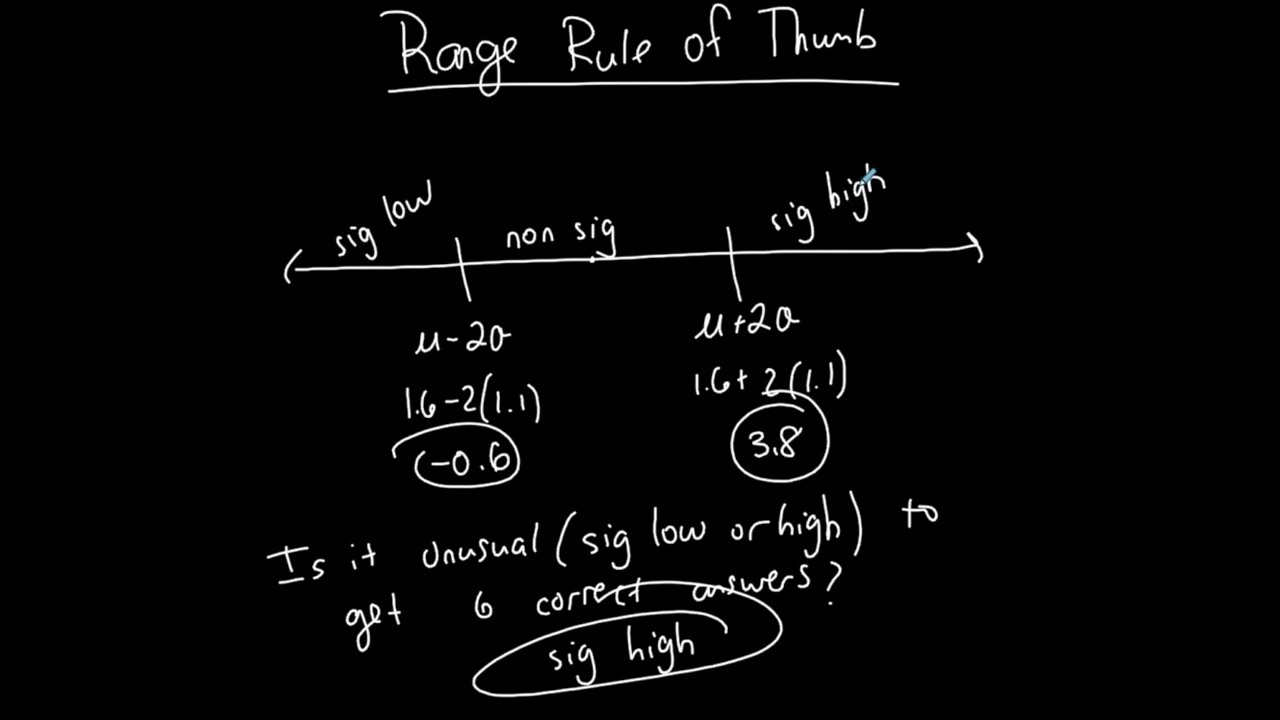 Range Rule of Thumb
sig low non sig sig high
μ-2σ μ+2σ
1.6-2(1.1) 1.6+2(1.1)
-0.6 3.8
Is it unusual (sig low or high) to
get 6 correct answers?
sig high